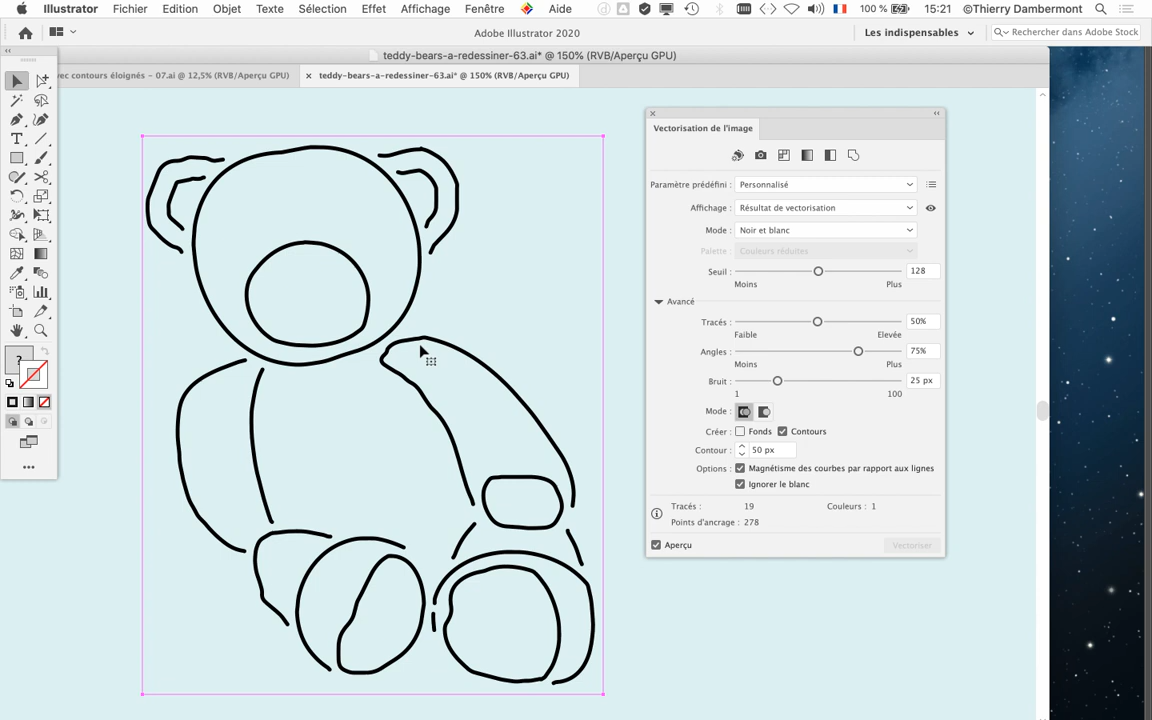 Illustrator Fichier Edition Objet Texte Sélection Effet Affichage Fenêtre Aide 100 % 15:21 ©Thierry Dambermont
Adobe Illustrator 2020 Les indispensables Rechercher dans Adobe Stock
teddy-bears-a-redessiner-63.ai* @ 150% (RVB/Aperçu GPU)
vec contours éloignés - 07.ai @ 12,5% (RVB/Aperçu GPU) × teddy-bears-a-redessiner-63.ai* @ 150% (RVB/Aperçu GPU)
Vectorisation de l'image
Paramètre prédéfini : Personnalisé
Affichage : Résultat de vectorisation
Mode : Noir et blanc
Palette : Couleurs réduites
Seuil : 128
Moins Plus
Avancé
Tracés : 50%
Faible Elevée
Angles : 75%
Moins Plus
Bruit : 25 px
1 100
Mode :
Créer : Fonds Contours
Contour : 50 px
Options : Magnétisme des courbes par rapport aux lignes
Ignorer le blanc
Tracés : 19 Couleurs : 1
Points d'ancrage : 278
Aperçu Vectoriser
?